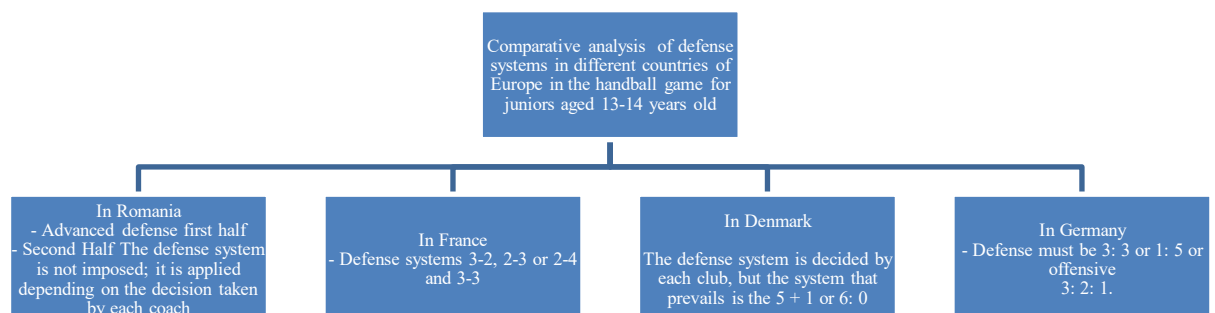 Comparative analysis of defense
systems in different countries of
Europe in the handball game for
juniors aged 13-14 years old
In Romania
- Advanced defense first half
- Second Half The defense system
is not imposed; it is applied
depending on the decision taken
by each coach
In France
- Defense systems 3-2, 2-3 or 2-4
and 3-3
In Denmark
The defense system is decided by
each club, but the system that
prevails is the 5 + 1 or 6: 0
In Germany
- Defense must be 3: 3 or 1: 5 or
offensive
3: 2: 1.